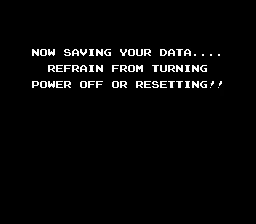 NOW SAVING YOUR DATA....
REFRAIN FROM TURNING
POWER OFF OR RESETTING!!